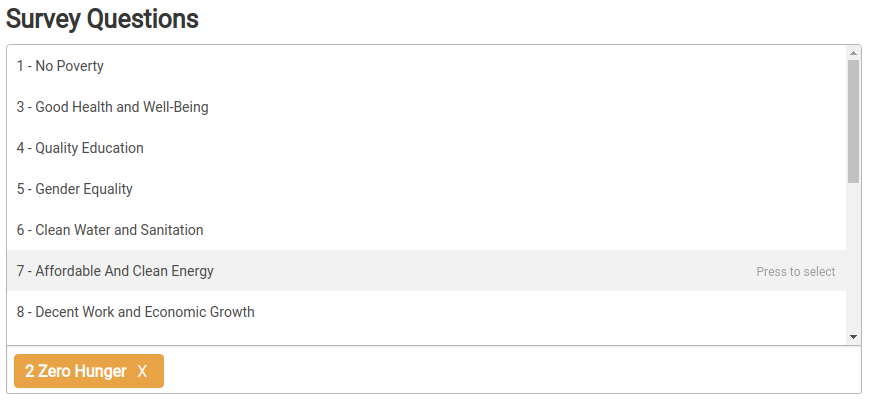 Survey Questions
1 - No Poverty
3 - Good Health and Well-Being
4 - Quality Education
5 - Gender Equality
6 - Clean Water and Sanitation
7 - Affordable And Clean Energy Press to select
8 - Decent Work and Economic Growth
2 Zero Hunger X